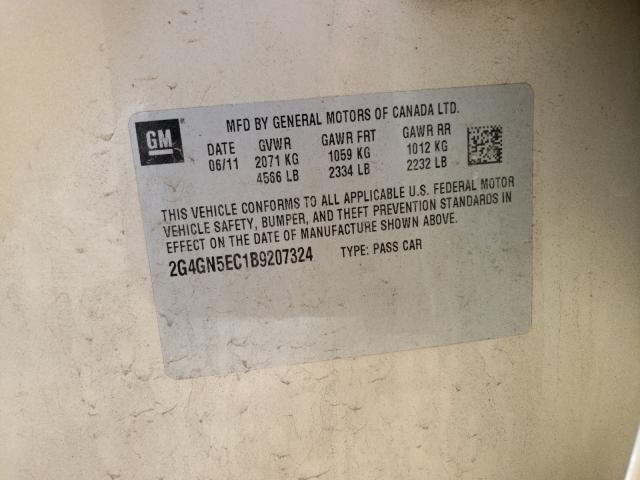 MFD BY GENERAL MOTORS OF CANADA LTD.
GM
DATE GVWR GAWR FRT GAWR RR
06/11 2071 KG 1059 KG 1012 KG
4566 LB 2334 LB 2232 LB
THIS VEHICLE CONFORMS TO ALL APPLICABLE U.S. FEDERAL MOTOR
VEHICLE SAFETY, BUMPER, AND THEFT PREVENTION STANDARDS IN
EFFECT ON THE DATE OF MANUFACTURE SHOWN ABOVE.
2G4GN5EC1B9207324 TYPE: PASS CAR